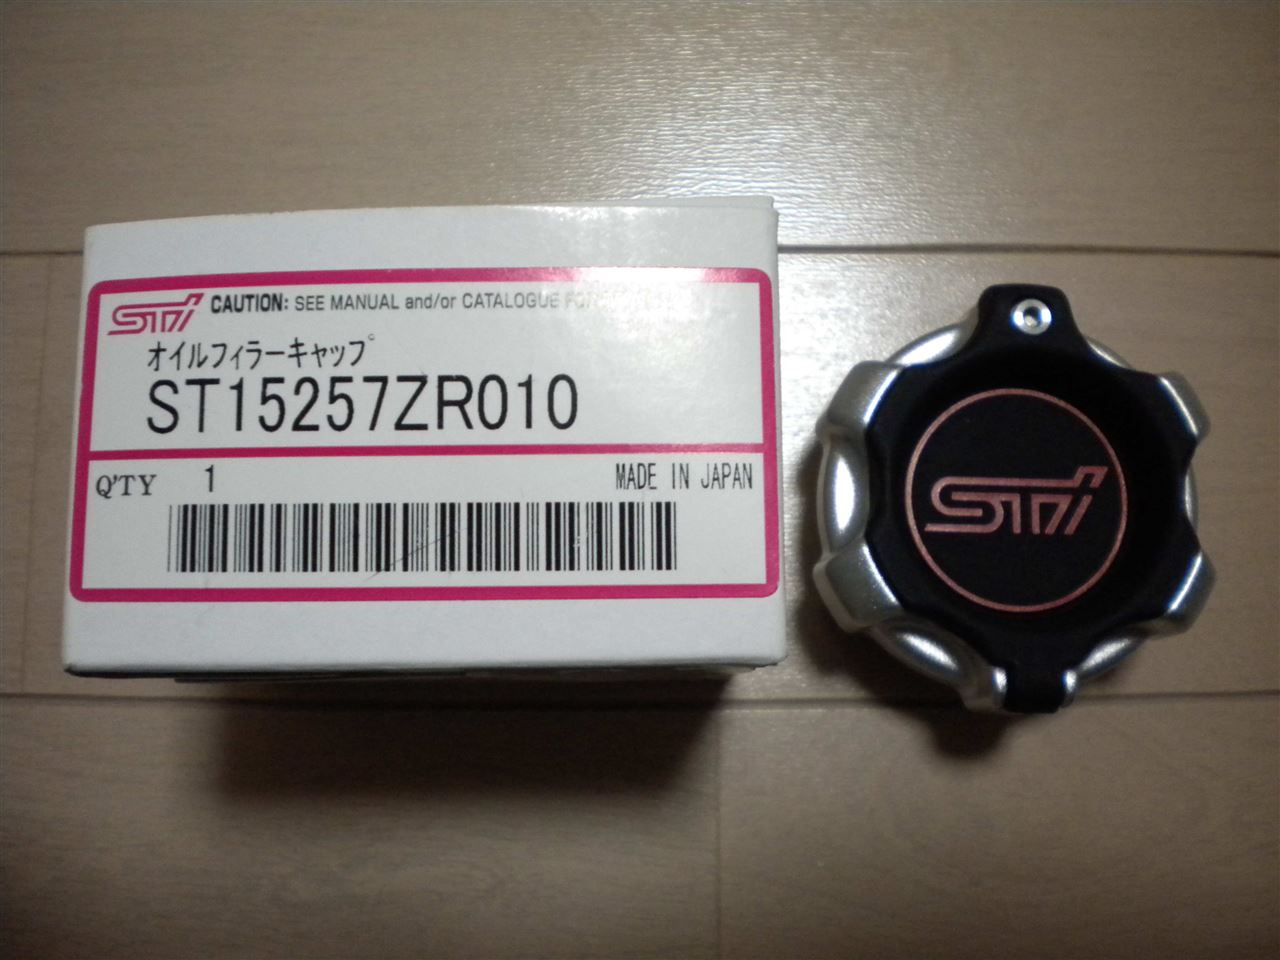 STi CAUTION: SEE MANUAL and/or CATALOGUE
オイルフィラーキャップ
ST15257ZR010
Q'TY 1 MADE IN JAPAN
STi